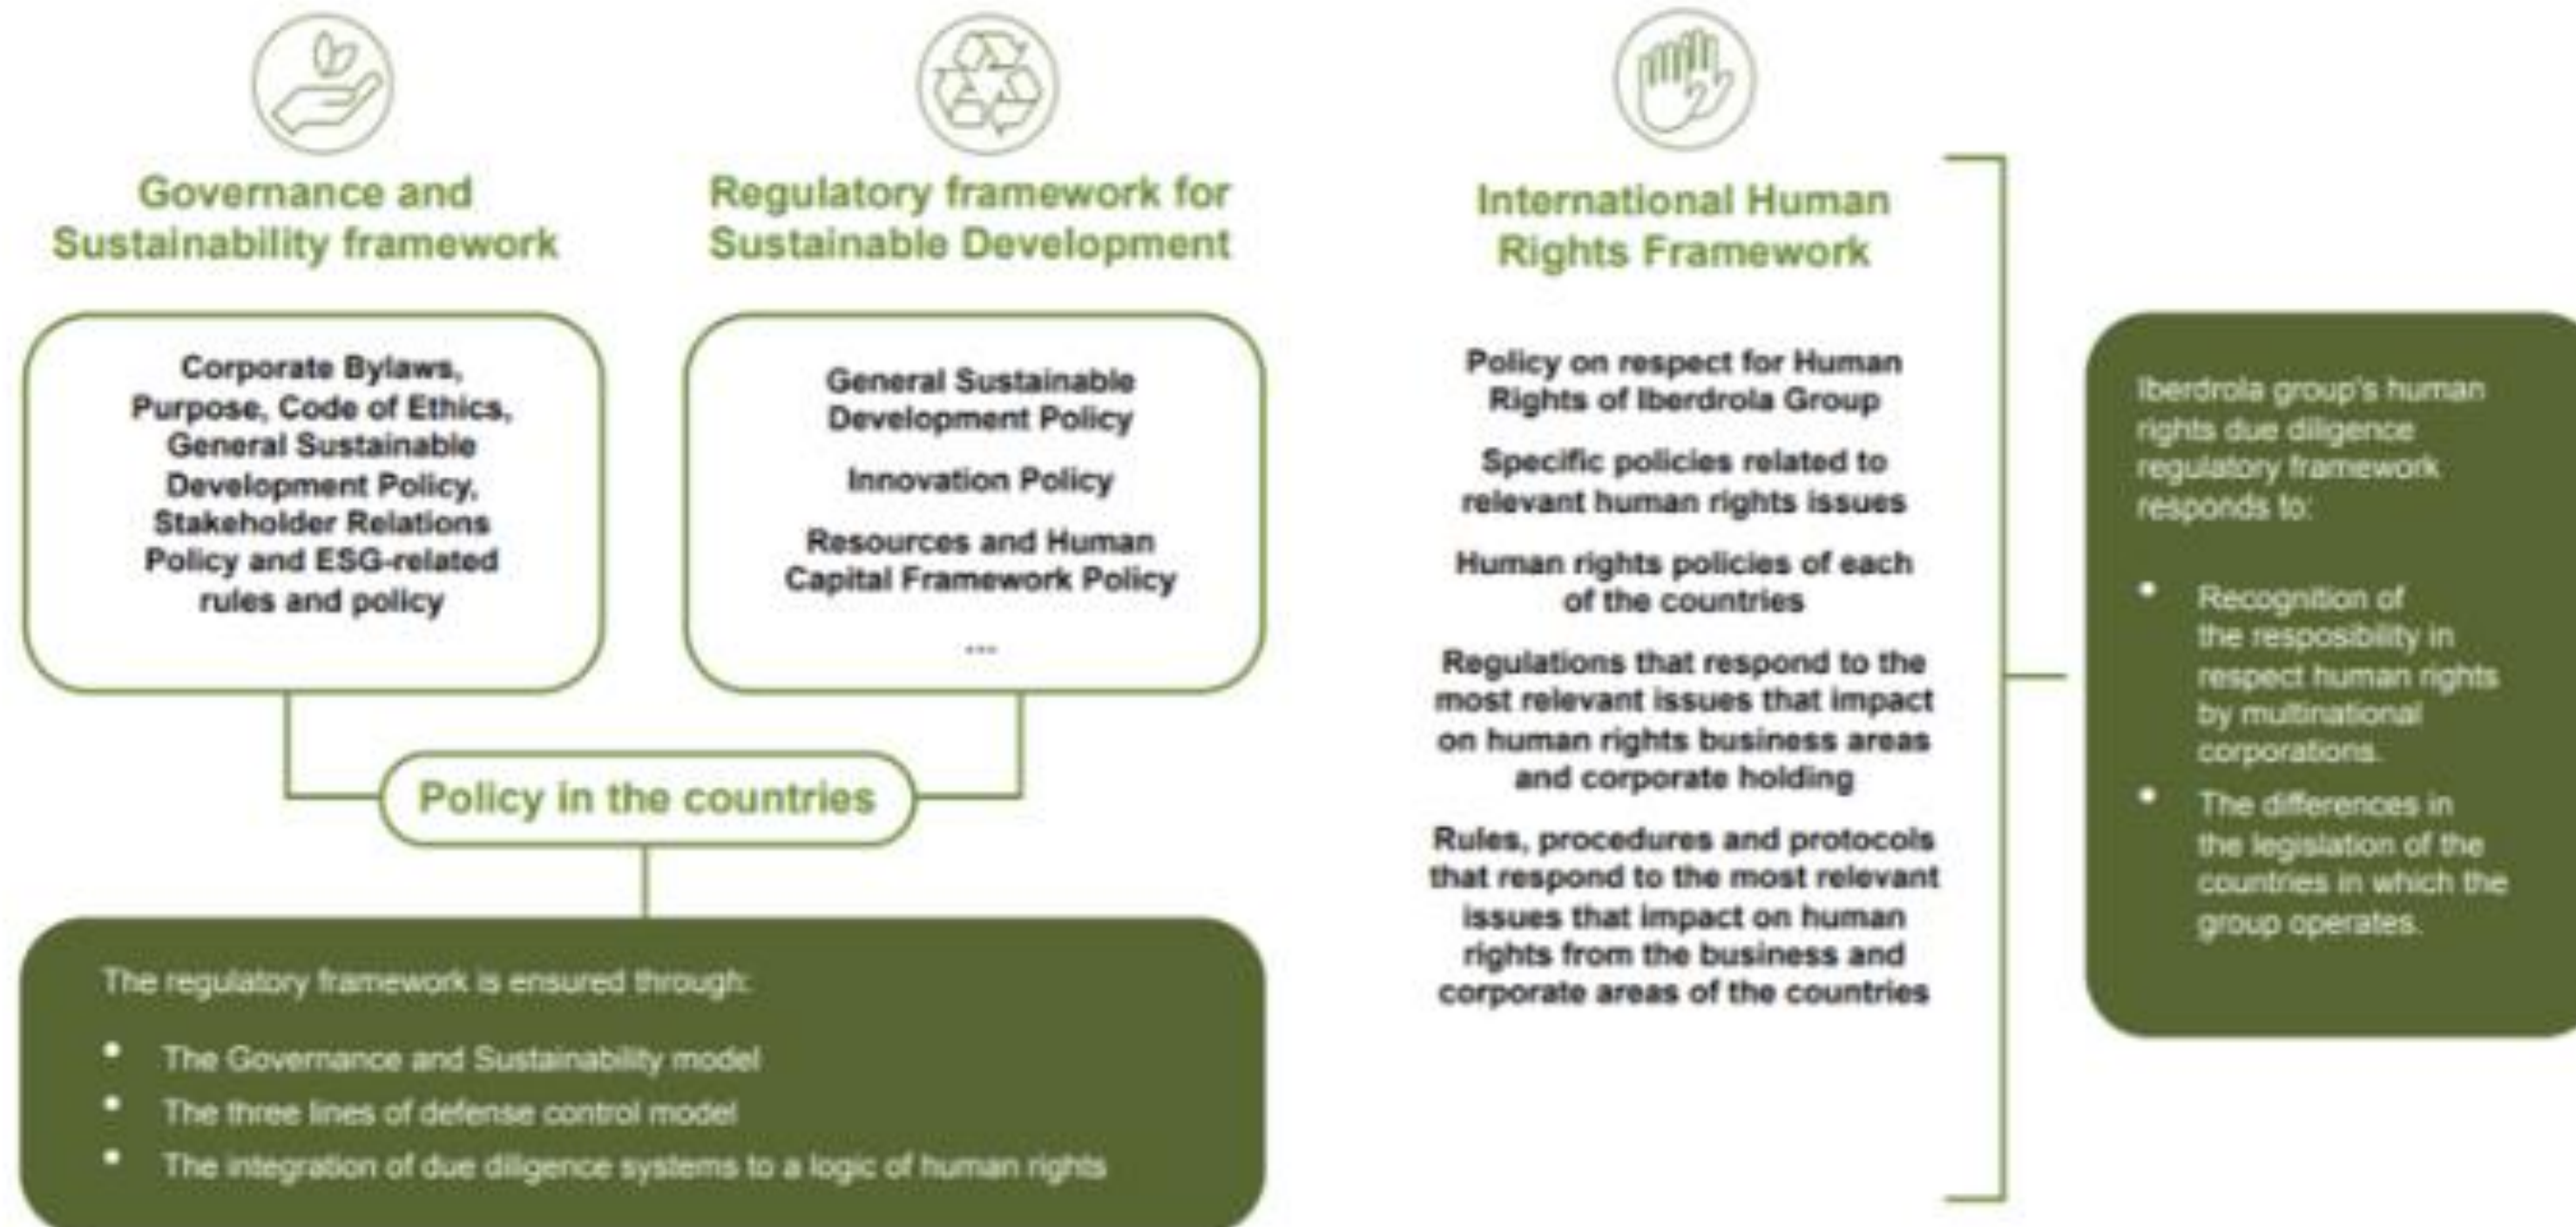 Governance and
Sustainability framework
Corporate Bylaws,
Purpose, Code of Ethics,
General Sustainable
Development Policy,
Stakeholder Relations
Policy and ESG-related
rules and policy
Regulatory framework for
Sustainable Development
General Sustainable
Development Policy
Innovation Policy
Resources and Human
Capital Framework Policy
...
Policy in the countries
The regulatory framework is ensured through:
• The Governance and Sustainability model
• The three lines of defense control model
• The integration of due diligence systems to a logic of human rights
International Human
Rights Framework
Policy on respect for Human
Rights of Iberdrola Group
Specific policies related to
relevant human rights issues
Human rights policies of each
of the countries
Regulations that respond to the
most relevant issues that impact
on human rights business areas
and corporate holding
Rules, procedures and protocols
that respond to the most relevant
issues that impact on human
rights from the business and
corporate areas of the countries
Iberdrola group's human
rights due diligence
regulatory framework
responds to:
• Recognition of
the resposibility in
respect human rights
by multinational
corporations.
• The differences in
the legislation of the
countries in which the
group operates.